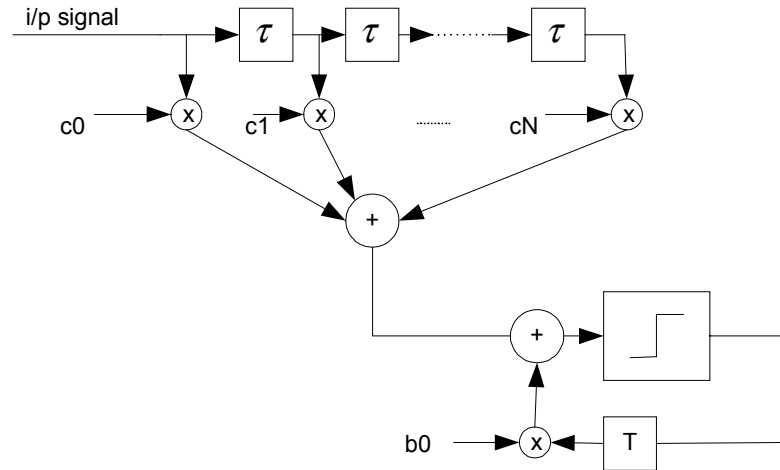 i/p signal
τ τ τ
x x x
c0 c1 cN
+
+
b0 x T